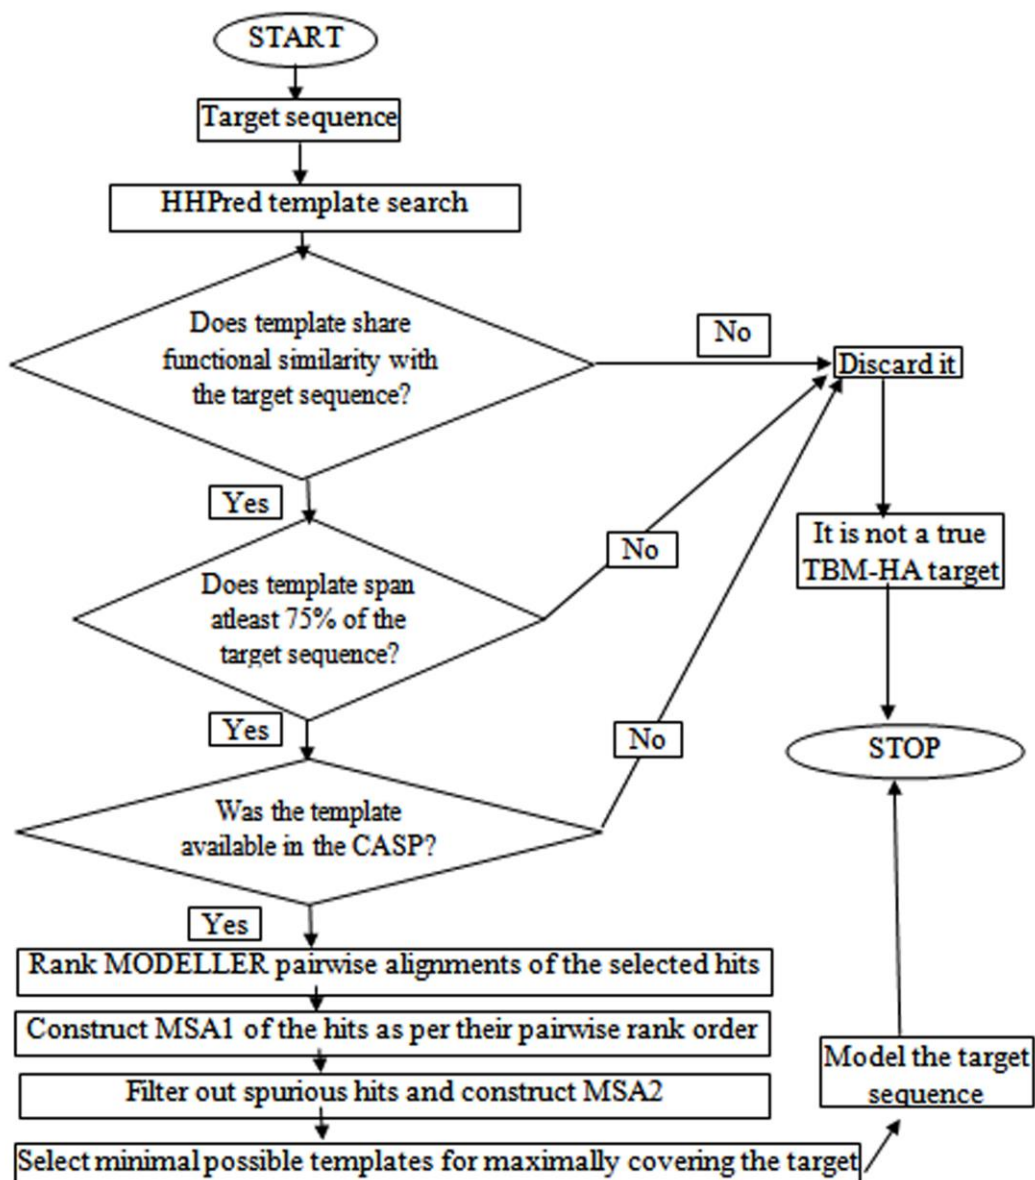 START
Target sequence
HHPred template search
Does template share
functional similarity with
the target sequence?
No
Discard it
Yes
Does template span
atleast 75% of the
target sequence?
No
It is not a true
TBM-HA target
Yes
Was the template
available in the CASP?
No
STOP
Yes
Rank MODELLER pairwise alignments of the selected hits
Construct MSA1 of the hits as per their pairwise rank order
Filter out spurious hits and construct MSA2
Select minimal possible templates for maximally covering the target
Model the target
sequence